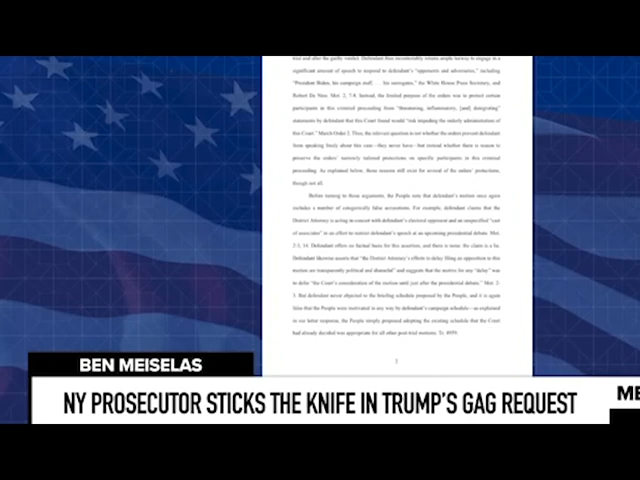 trial and after the guilty verdict. Defendant thus incontrovertibly retains ample leeway to engage in a
significant amount of speech to respond to defendant's "opponents and adversaries," including
"President Biden, his campaign staff, . . . his surrogates," the White House Press Secretary, and
Robert De Niro. Mot. 2, 7-8. Instead, the limited purpose of the orders was to protect certain
participants in this criminal proceeding from "threatening, inflammatory, [and] denigrating"
statements by defendant that this Court found would "risk impeding the orderly administration of
this Court." March Order 2. Thus, the relevant question is not whether the orders prevent defendant
from speaking freely about this case—they never have—but instead whether there is reason to
preserve the orders' narrowly tailored protections on specific participants in this criminal
proceeding. As explained below, those reasons still exist for several of the orders' protections,
though not all.
Before turning to those arguments, the People note that defendant's motion once again
includes a number of categorically false accusations. For example, defendant claims that the
District Attorney is acting in concert with defendant's electoral opponent and an unspecified "cast
of associates" in an effort to restrict defendant's speech at an upcoming presidential debate. Mot.
2-3, 14. Defendant offers no factual basis for this assertion, and there is none: the claim is a lie.
Defendant likewise asserts that "the District Attorney's efforts to delay filing an opposition to this
motion are transparently political and shameful" and suggests that the motive for any "delay" was
to defer "the Court's consideration of the motion until just after the presidential debate." Mot. 2-
3. But defendant never objected to the briefing schedule proposed by the People, and it is again
false that the People were motivated in any way by defendant's campaign schedule—as explained
in our letter response, the People simply proposed adopting the existing schedule that the Court
had already decided was appropriate for all other post-trial motions. Tr. 4959.
BEN MEISELAS
NY PROSECUTOR STICKS THE KNIFE IN TRUMP'S GAG REQUEST